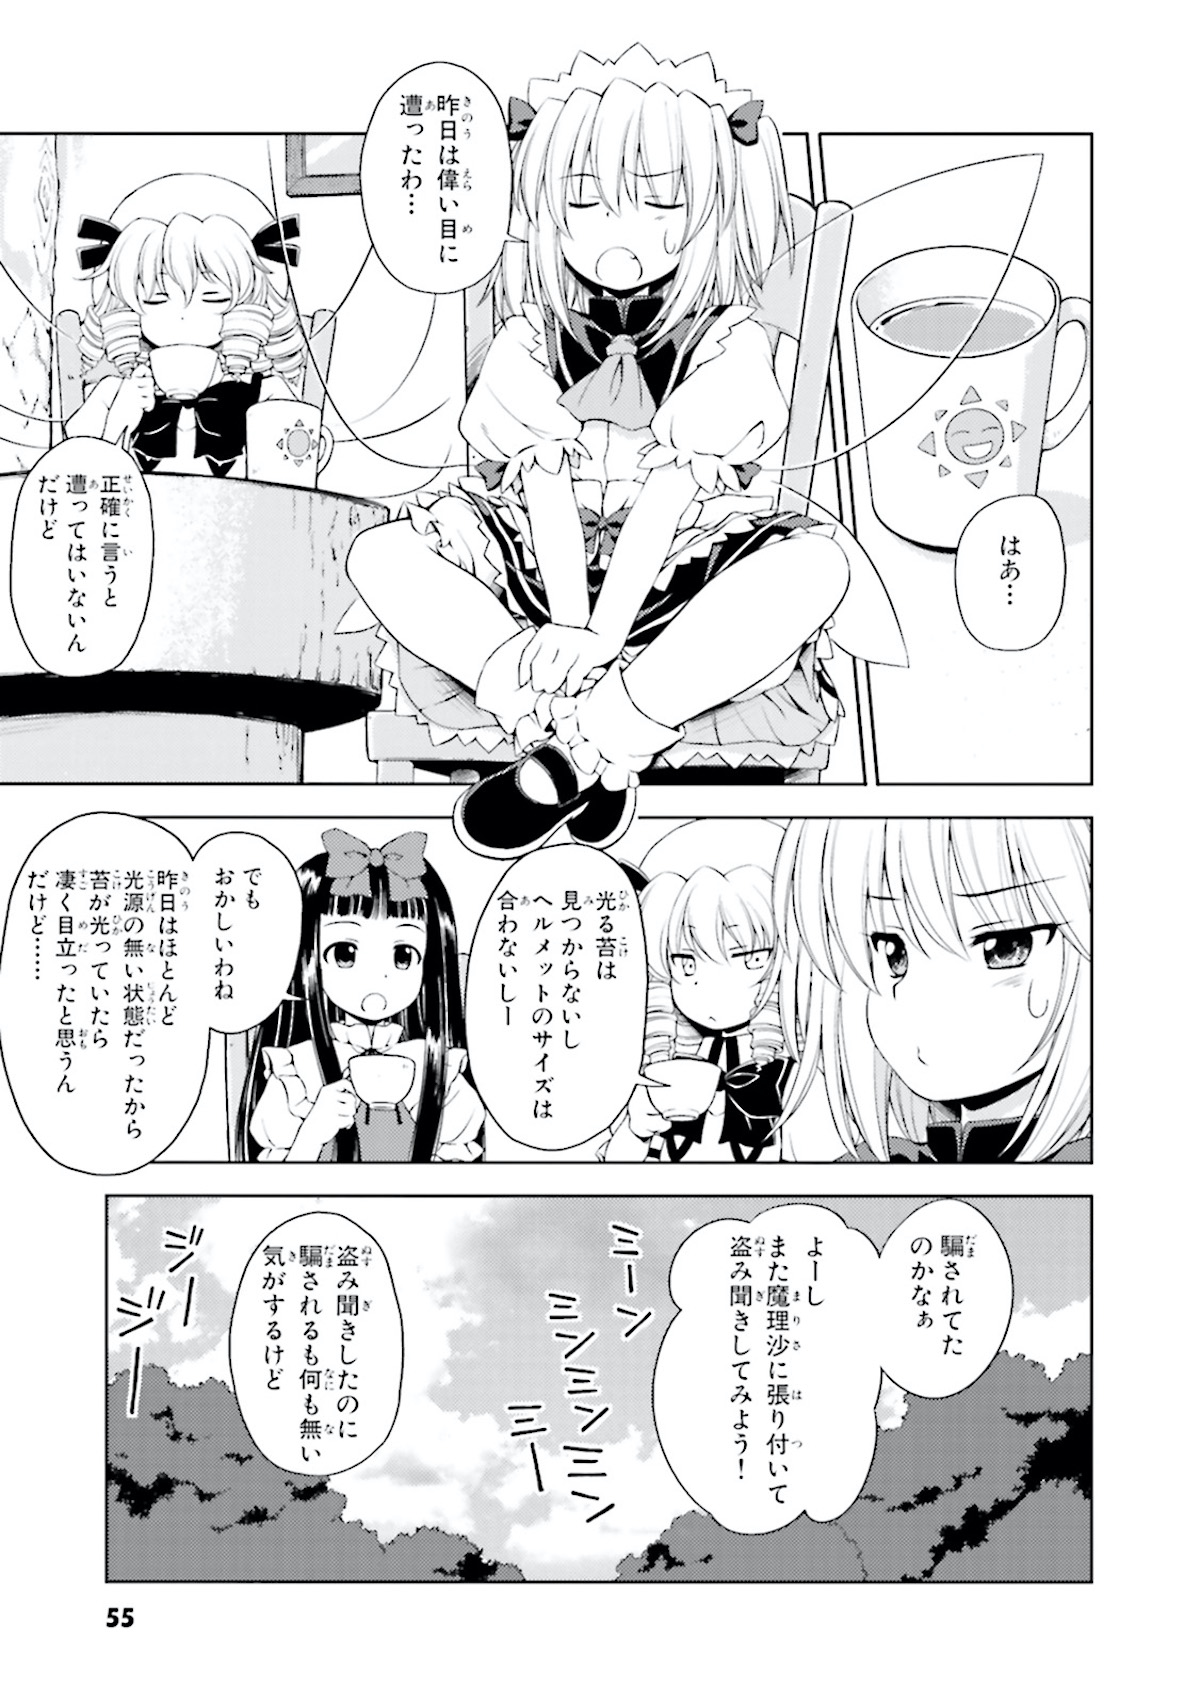 はぁ…
昨日は偉い目に
遭ったわ…
正確に言うと
遭ってはいないん
だけど
光る苔は
見つからないし
ヘルメットのサイズは
合わないしー
でも
おかしいわね
昨日はほとんど
光源の無い状態だったから
苔が光っていたら
凄く目立ったと思うん
だけど……
騙されてた
のかなぁ
よーし
また魔理沙に張り付いて
盗み聞きしてみよう！
ミーン
ミンミン
ミー
盗み聞きしたのに
騙されるも何も無い
気がするけど
ジジ
55